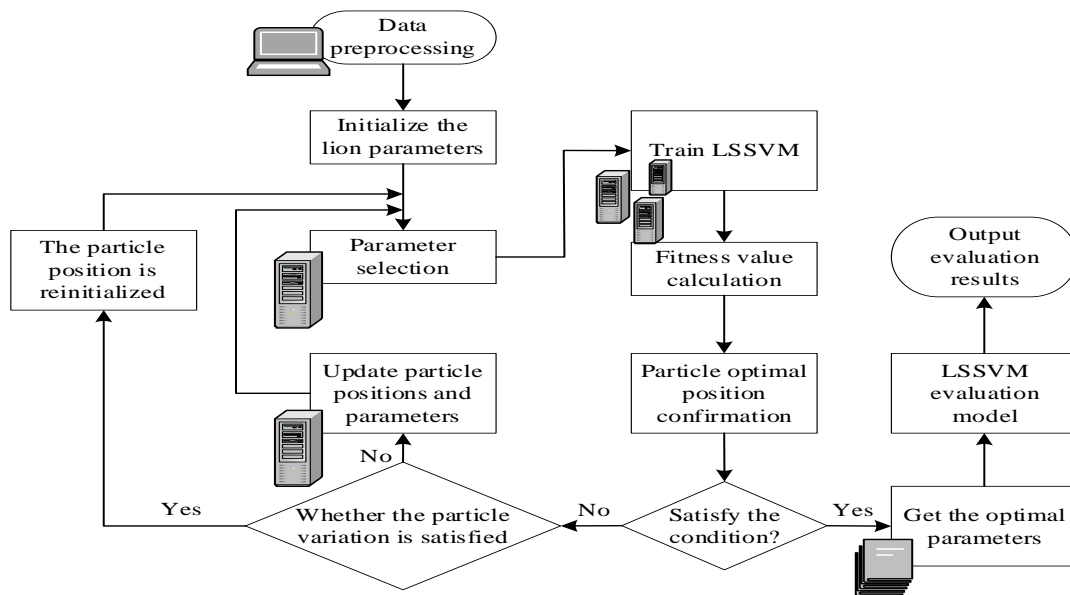 Data
preprocessing
Initialize the
lion parameters
Parameter
selection
Train LSSVM
Fitness value
calculation
Particle optimal
position
confirmation
Satisfy the
condition?
No
Yes
Whether the particle
variation is satisfied
No
Yes
Update particle
positions and
parameters
The particle
position is
reinitialized
Get the optimal
parameters
LSSVM
evaluation
model
Output
evaluation
results